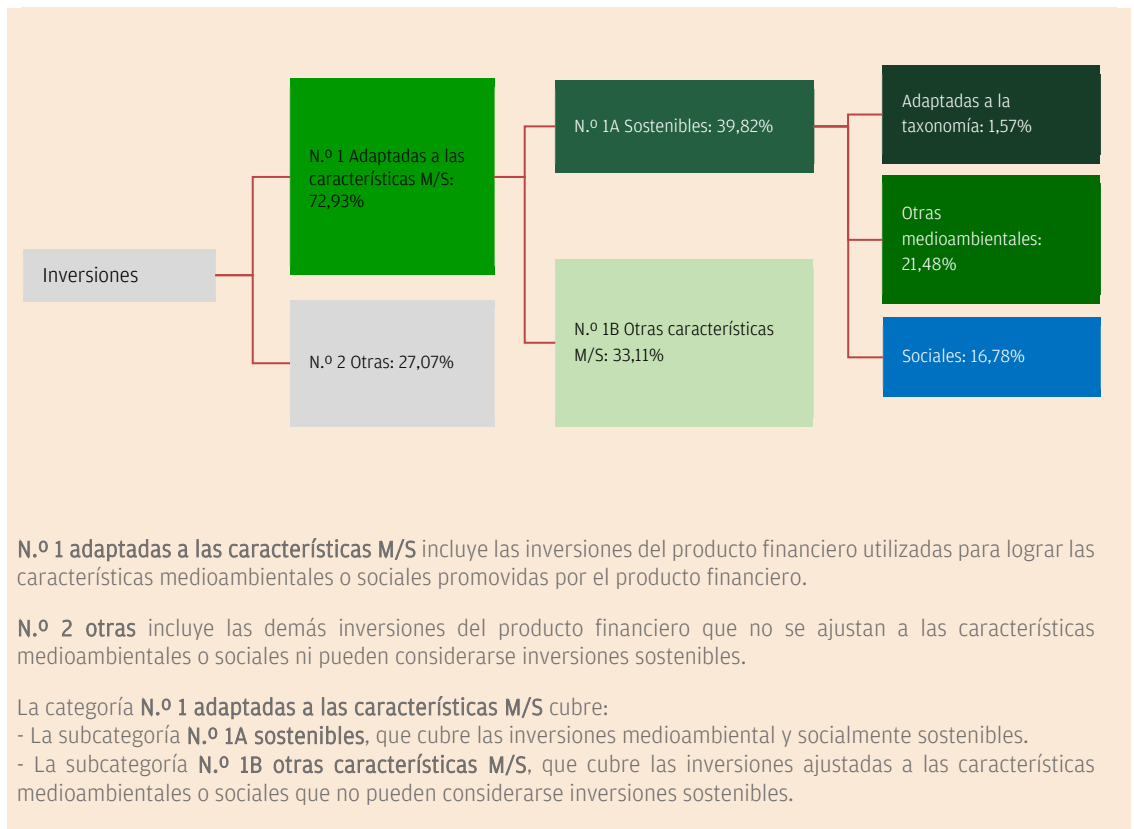 Inversiones
N.º 1 Adaptadas a las
características M/S:
72,93%
N.º 2 Otras: 27,07%
N.º 1A Sostenibles: 39,82%
N.º 1B Otras características
M/S: 33,11%
Adaptadas a la
taxonomía: 1,57%
Otras
medioambientales:
21,48%
Sociales: 16,78%
N.º 1 adaptadas a las características M/S incluye las inversiones del producto financiero utilizadas para lograr las
características medioambientales o sociales promovidas por el producto financiero.
N.º 2 otras incluye las demás inversiones del producto financiero que no se ajustan a las características
medioambientales o sociales ni pueden considerarse inversiones sostenibles.
La categoría N.º 1 adaptadas a las características M/S cubre:
- La subcategoría N.º 1A sostenibles, que cubre las inversiones medioambiental y socialmente sostenibles.
- La subcategoría N.º 1B otras características M/S, que cubre las inversiones ajustadas a las características
medioambientales o sociales que no pueden considerarse inversiones sostenibles.